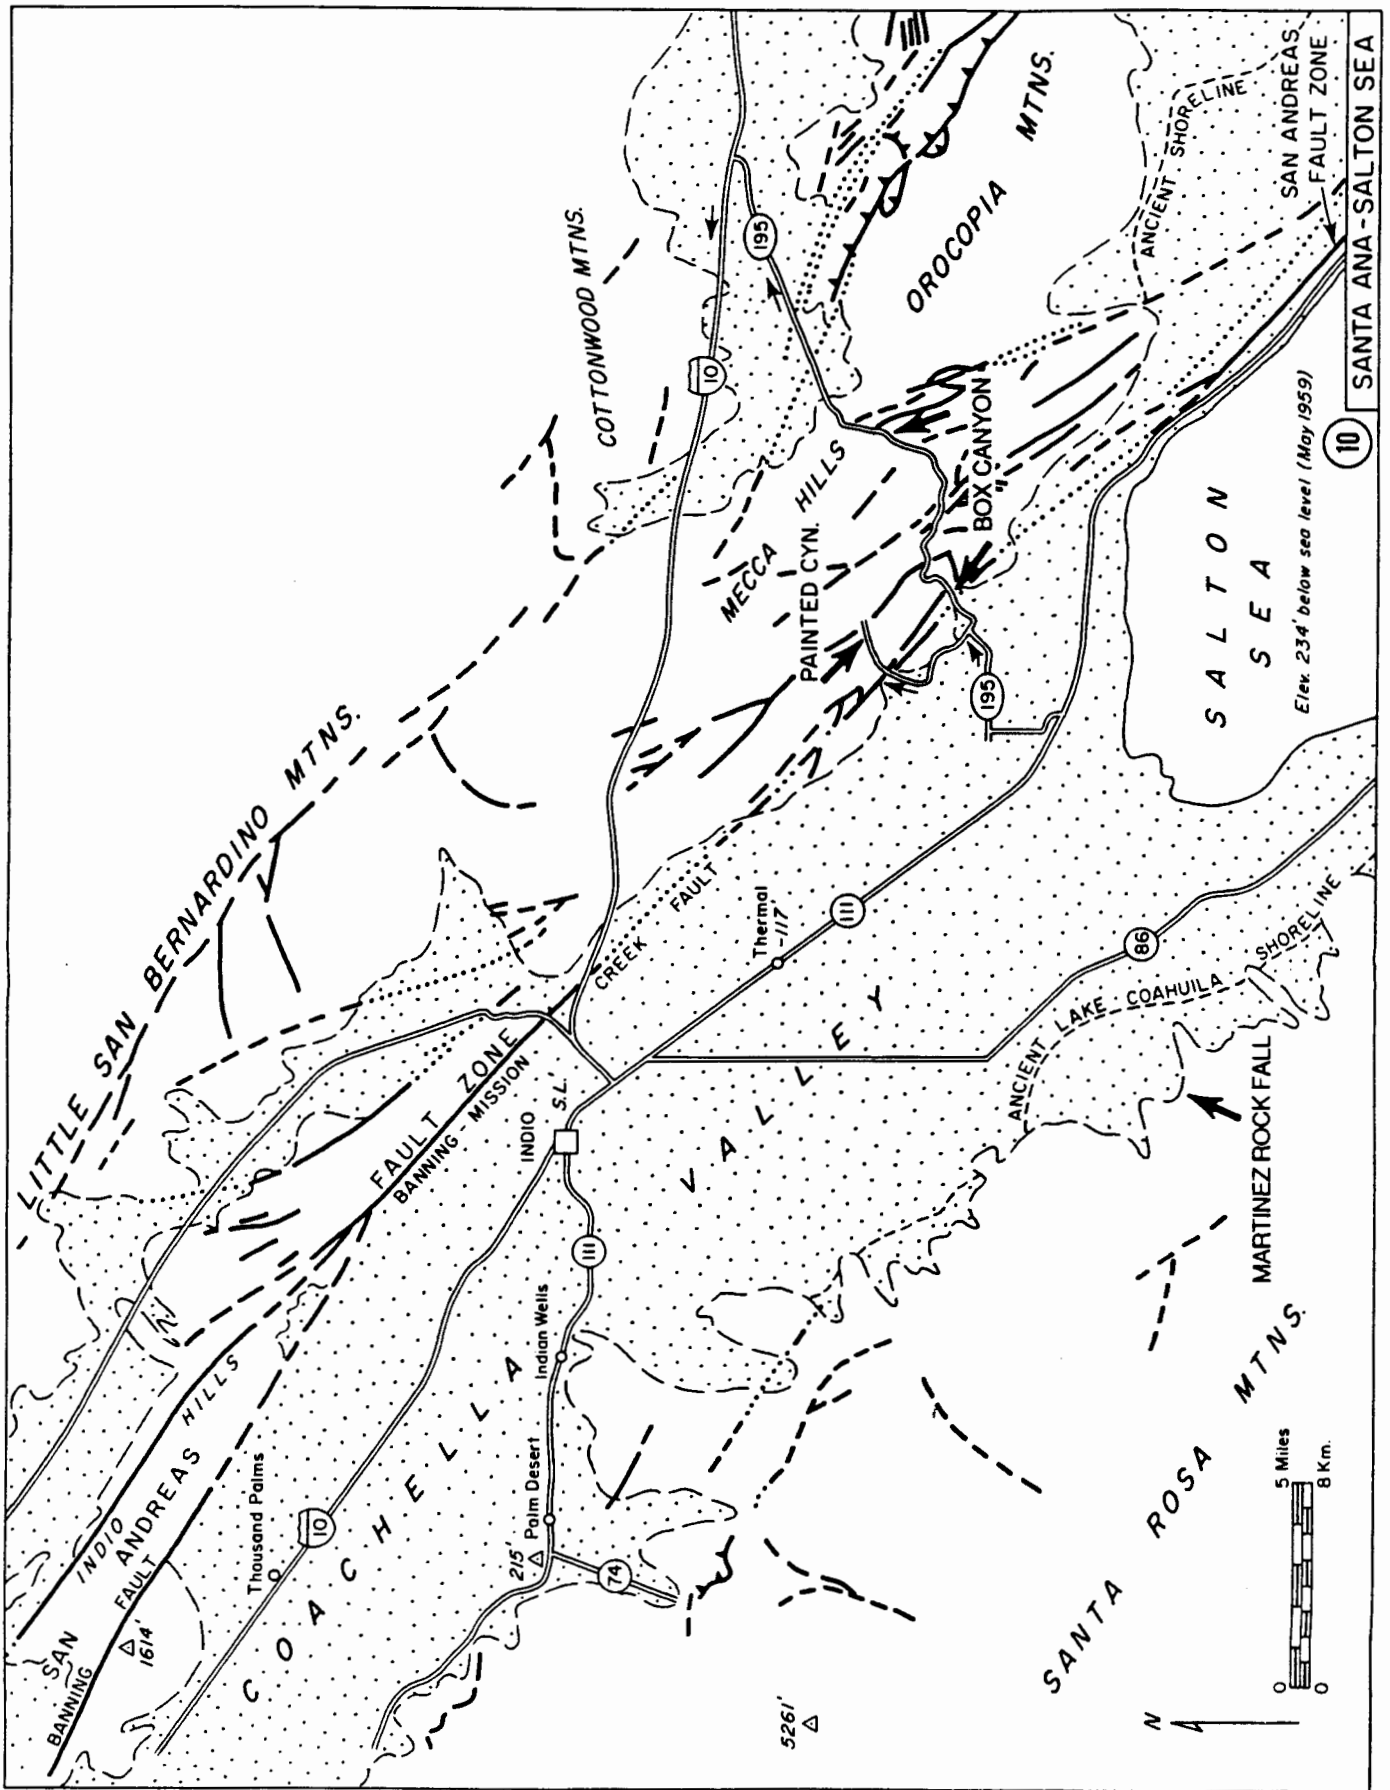 LITTLE SAN BERNARDINO MTNS.
COTTONWOOD MTNS.
SAN ANDREAS FAULT ZONE
BANNING FAULT
1614'
INDIO HILLS
BANNING - MISSION CREEK FAULT
Thousand Palms
10
10
195
OROCOPIA MTNS.
MECCA HILLS
PAINTED CYN.
BOX CANYON
195
COACHELLA VALLEY
INDIO
S.L.'
Palm Desert
215'
Indian Wells
111
74
Thermal
-117'
111
86
ANCIENT SHORELINE
SAN ANDREAS
FAULT ZONE
SALTON
SEA
Elev. 234' below sea level (May 1959)
ANCIENT LAKE COAHUILA SHORELINE
MARTINEZ ROCK FALL
SANTA ROSA MTNS.
5261'
N
0 5 Miles
0 8 Km.
10
SANTA ANA-SALTON SEA